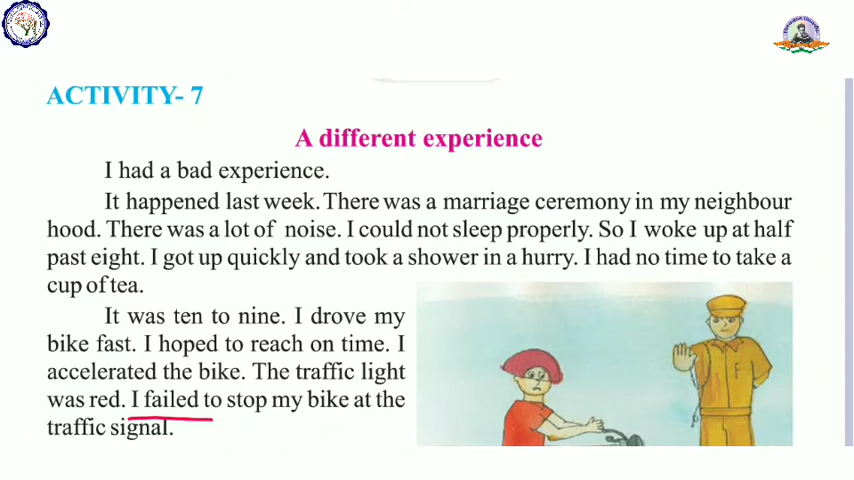 ACTIVITY- 7
A different experience
I had a bad experience.
It happened last week. There was a marriage ceremony in my neighbour
hood. There was a lot of noise. I could not sleep properly. So I woke up at half
past eight. I got up quickly and took a shower in a hurry. I had no time to take a
cup of tea.
It was ten to nine. I drove my
bike fast. I hoped to reach on time. I
accelerated the bike. The traffic light
was red. I failed to stop my bike at the
traffic signal.